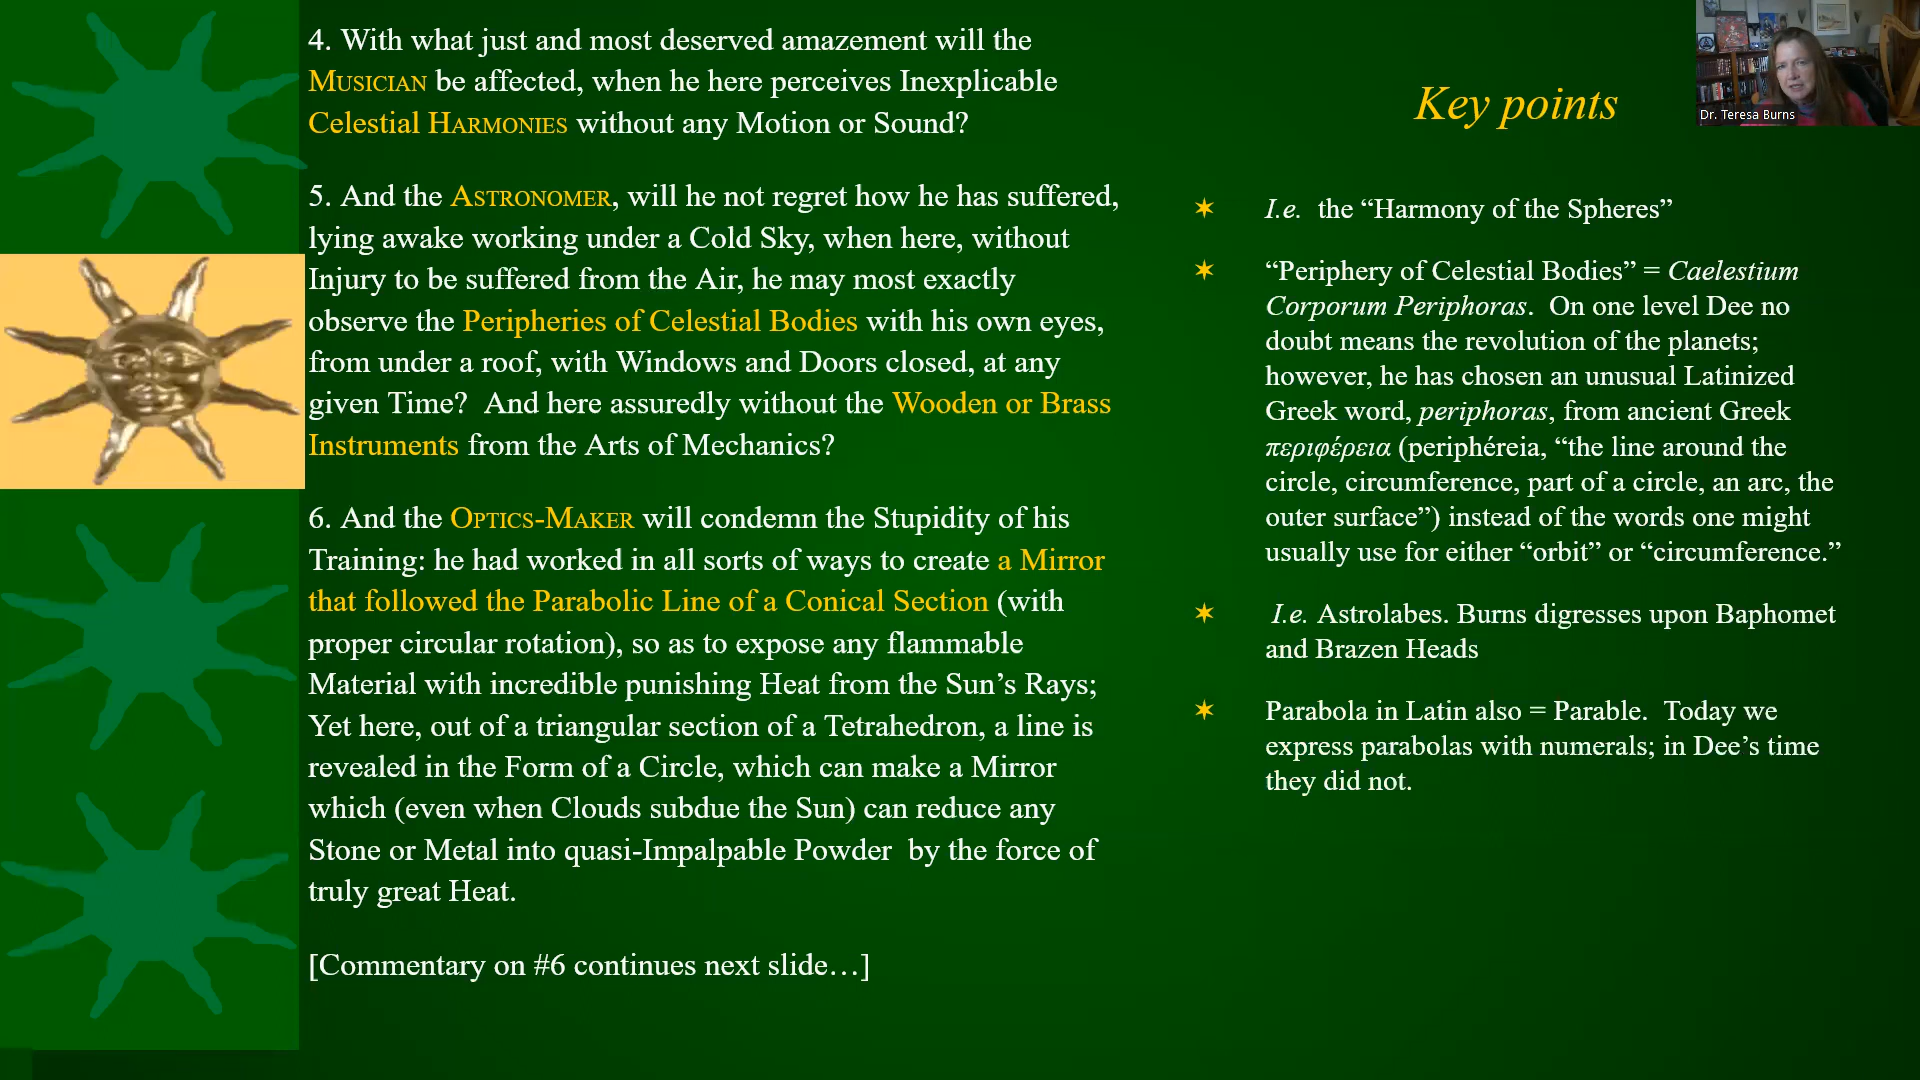 4. With what just and most deserved amazement will the
MUSICIAN be affected, when he here perceives Inexplicable
Celestial HARMONIES without any Motion or Sound?
5. And the ASTRONOMER, will he not regret how he has suffered,
lying awake working under a Cold Sky, when here, without
Injury to be suffered from the Air, he may most exactly
observe the Peripheries of Celestial Bodies with his own eyes,
from under a roof, with Windows and Doors closed, at any
given Time?  And here assuredly without the Wooden or Brass
Instruments from the Arts of Mechanics?
6. And the OPTICS-MAKER will condemn the Stupidity of his
Training: he had worked in all sorts of ways to create a Mirror
that followed the Parabolic Line of a Conical Section (with
proper circular rotation), so as to expose any flammable
Material with incredible punishing Heat from the Sun’s Rays;
Yet here, out of a triangular section of a Tetrahedron, a line is
revealed in the Form of a Circle, which can make a Mirror
which (even when Clouds subdue the Sun) can reduce any
Stone or Metal into quasi-Impalpable Powder  by the force of
truly great Heat.
[Commentary on #6 continues next slide…]
Key points
Dr. Teresa Burns
I.e.  the “Harmony of the Spheres”
“Periphery of Celestial Bodies” = Caelestium
Corporum Periphoras.  On one level Dee no
doubt means the revolution of the planets;
however, he has chosen an unusual Latinized
Greek word, periphoras, from ancient Greek
περιφέρεια (periphéreia, “the line around the
circle, circumference, part of a circle, an arc, the
outer surface”) instead of the words one might
usually use for either “orbit” or “circumference.”
I.e. Astrolabes. Burns digresses upon Baphomet
and Brazen Heads
Parabola in Latin also = Parable.  Today we
express parabolas with numerals; in Dee’s time
they did not.